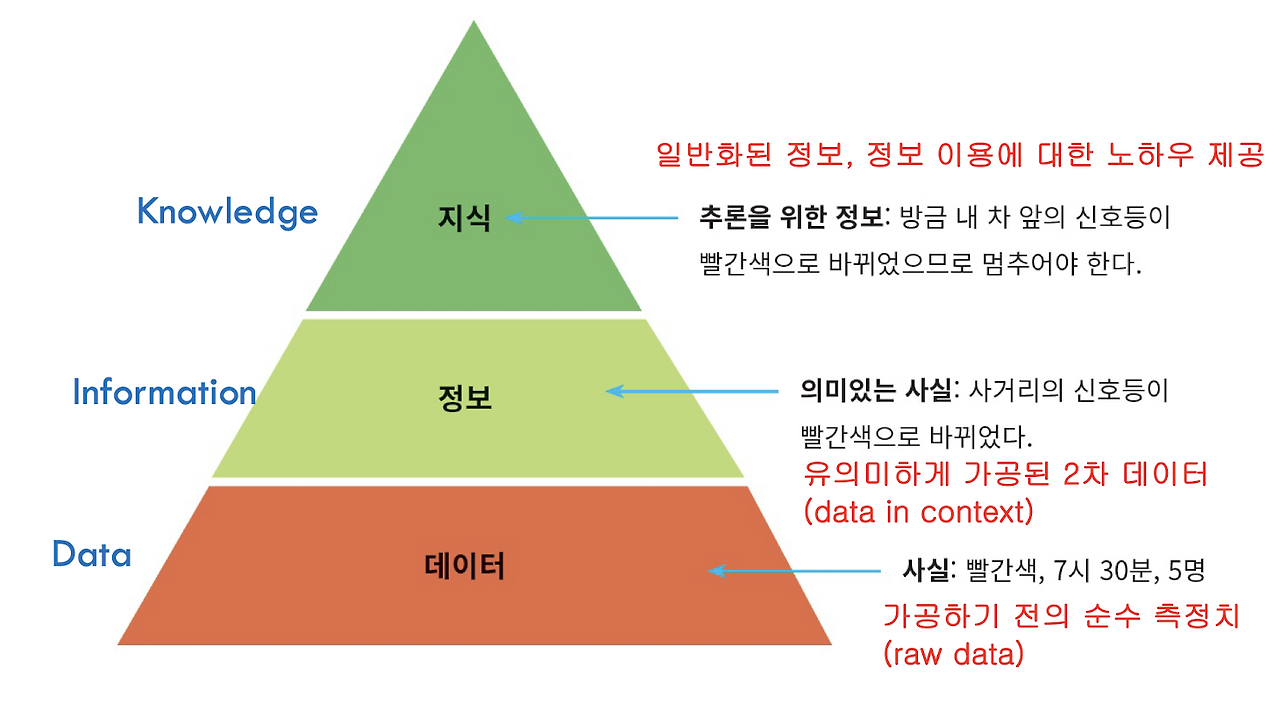 일반화된 정보, 정보 이용에 대한 노하우 제공
Knowledge
지식
추론을 위한 정보: 방금 내 차 앞의 신호등이
빨간색으로 바뀌었으므로 멈추어야 한다.
Information
정보
의미있는 사실: 사거리의 신호등이
빨간색으로 바뀌었다.
유의미하게 가공된 2차 데이터
(data in context)
Data
데이터
사실: 빨간색, 7시 30분, 5명
가공하기 전의 순수 측정치
(raw data)